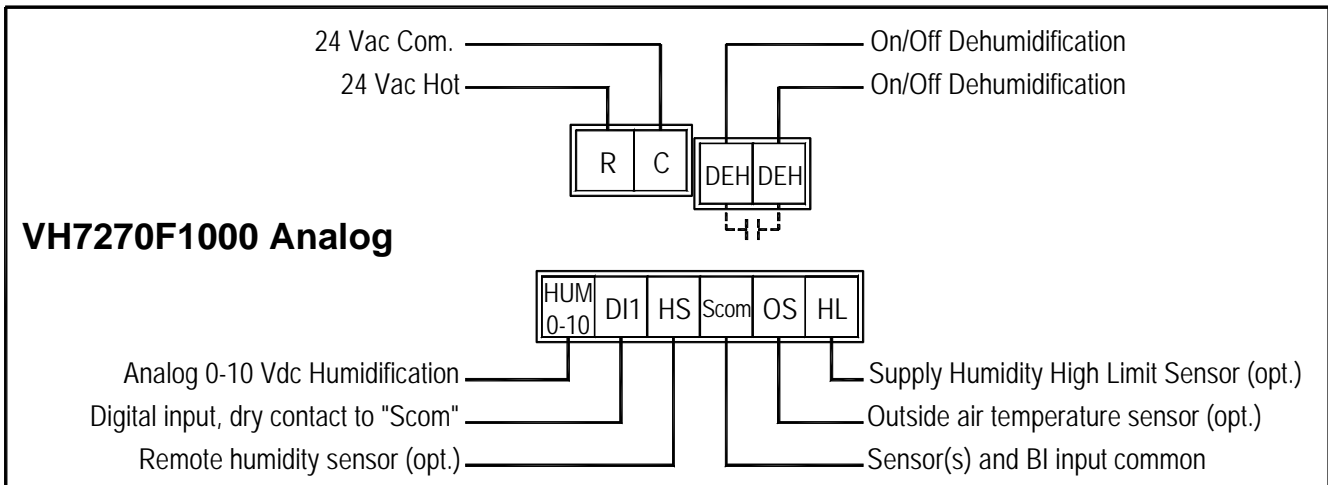 24 Vac Com.
On/Off Dehumidification
24 Vac Hot
On/Off Dehumidification
R
C
DEH
DEH
VH7270F1000 Analog
HUM
0-10
DI1
HS
Scom
OS
HL
Analog 0-10 Vdc Humidification
Supply Humidity High Limit Sensor (opt.)
Digital input, dry contact to "Scom"
Outside air temperature sensor (opt.)
Remote humidity sensor (opt.)
Sensor(s) and BI input common